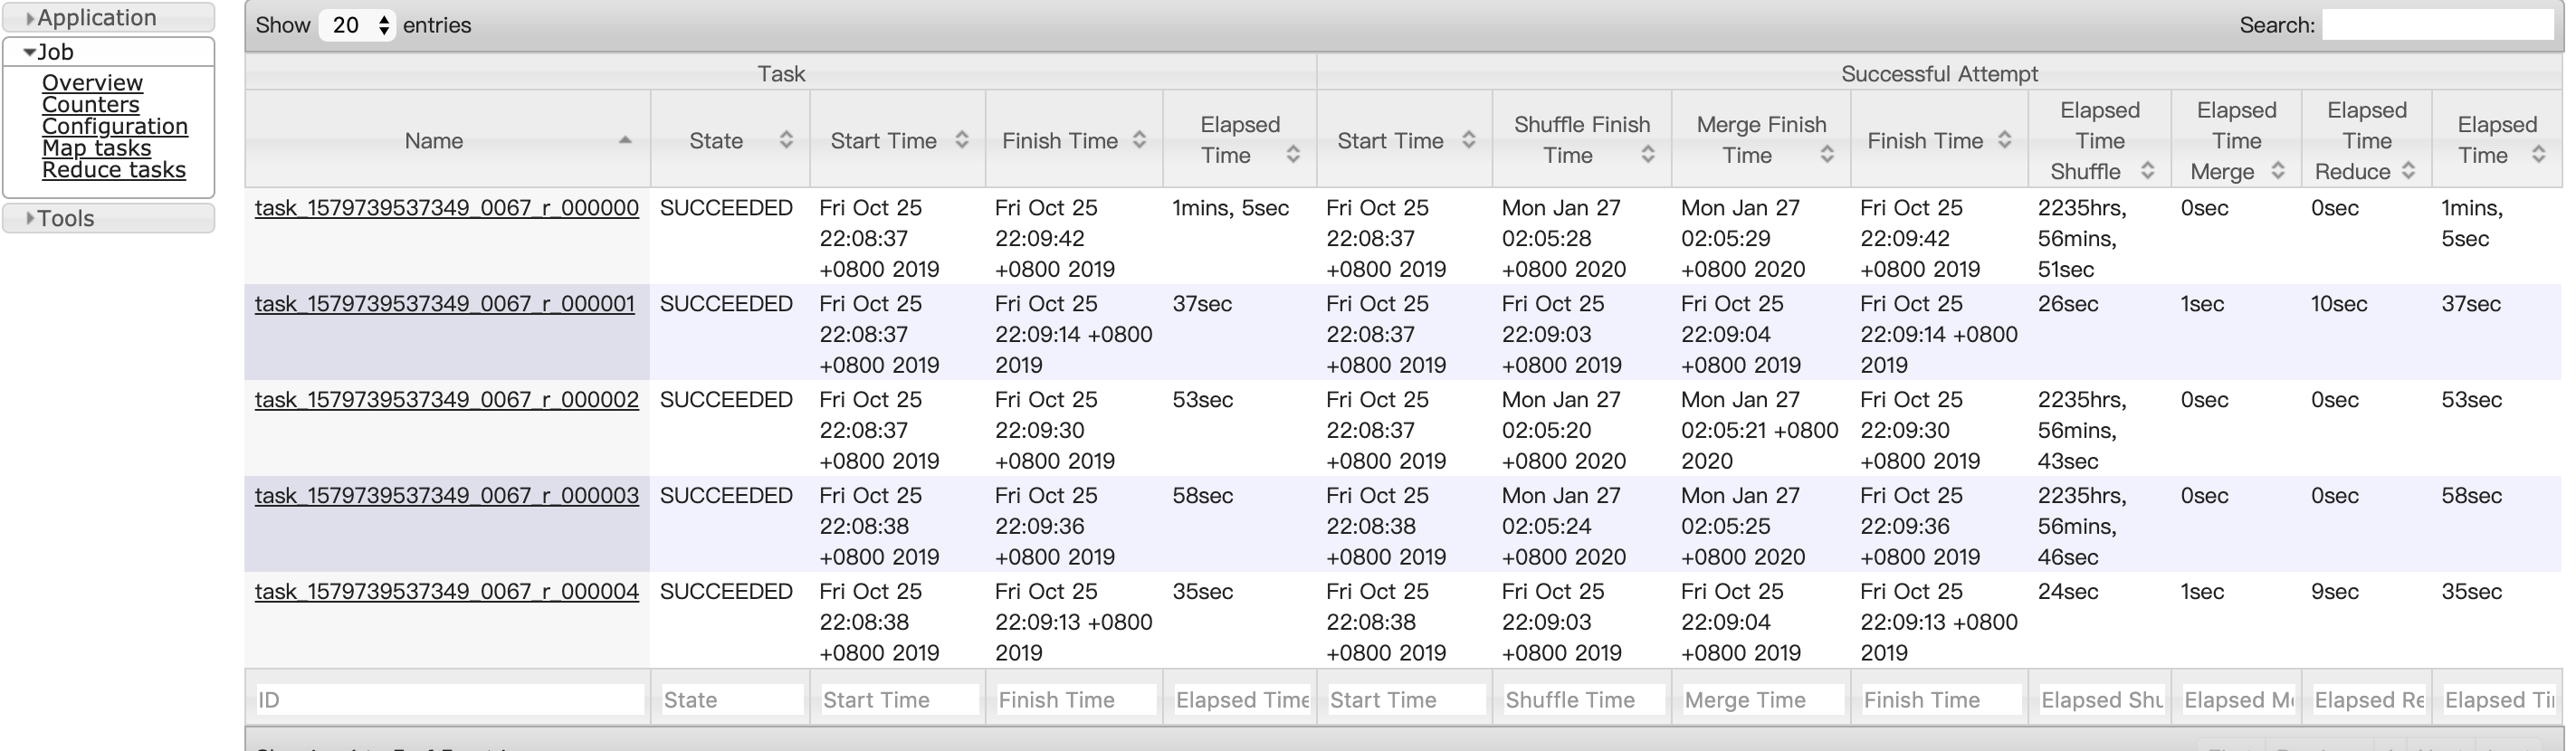 Application
Job
Overview
Counters
Configuration
Map tasks
Reduce tasks
Tools
Show 20 entries Search:
Task Successful Attempt
Name State Start Time Finish Time Elapsed Time Start Time Shuffle Finish Time Merge Finish Time Finish Time Elapsed Time Shuffle Elapsed Time Merge Elapsed Time Reduce Elapsed Time
task_1579739537349_0067_r_000000 SUCCEEDED Fri Oct 25 Fri Oct 25 1mins, 5sec Fri Oct 25 Mon Jan 27 Mon Jan 27 Fri Oct 25 2235hrs, 0sec 0sec 1mins,
22:08:37 22:09:42 22:08:37 02:05:28 02:05:29 22:09:42 56mins, 5sec
+0800 2019 +0800 2019 +0800 2019 +0800 2020 +0800 2020 +0800 2019 51sec
task_1579739537349_0067_r_000001 SUCCEEDED Fri Oct 25 Fri Oct 25 37sec Fri Oct 25 Fri Oct 25 Fri Oct 25 Fri Oct 25 26sec 1sec 10sec 37sec
22:08:37 22:09:14 +0800 22:08:37 22:09:03 22:09:04 22:09:14 +0800
+0800 2019 2019 +0800 2019 +0800 2019 +0800 2019 2019
task_1579739537349_0067_r_000002 SUCCEEDED Fri Oct 25 Fri Oct 25 53sec Fri Oct 25 Mon Jan 27 Mon Jan 27 Fri Oct 25 2235hrs, 0sec 0sec 53sec
22:08:37 22:09:30 22:08:37 02:05:20 02:05:21 +0800 22:09:30 56mins,
+0800 2019 +0800 2019 +0800 2019 +0800 2020 2020 +0800 2019 43sec
task_1579739537349_0067_r_000003 SUCCEEDED Fri Oct 25 Fri Oct 25 58sec Fri Oct 25 Mon Jan 27 Mon Jan 27 Fri Oct 25 2235hrs, 0sec 0sec 58sec
22:08:38 22:09:36 22:08:38 02:05:24 02:05:25 22:09:36 56mins,
+0800 2019 +0800 2019 +0800 2019 +0800 2020 +0800 2020 +0800 2019 46sec
task_1579739537349_0067_r_000004 SUCCEEDED Fri Oct 25 Fri Oct 25 35sec Fri Oct 25 Fri Oct 25 Fri Oct 25 Fri Oct 25 24sec 1sec 9sec 35sec
22:08:38 22:09:13 +0800 22:08:38 22:09:03 22:09:04 22:09:13 +0800
+0800 2019 2019 +0800 2019 +0800 2019 +0800 2019 2019
ID State Start Time Finish Time Elapsed Time Start Time Shuffle Time Merge Time Finish Time Elapsed Shu Elapsed Me Elapsed Re Elapsed Ti